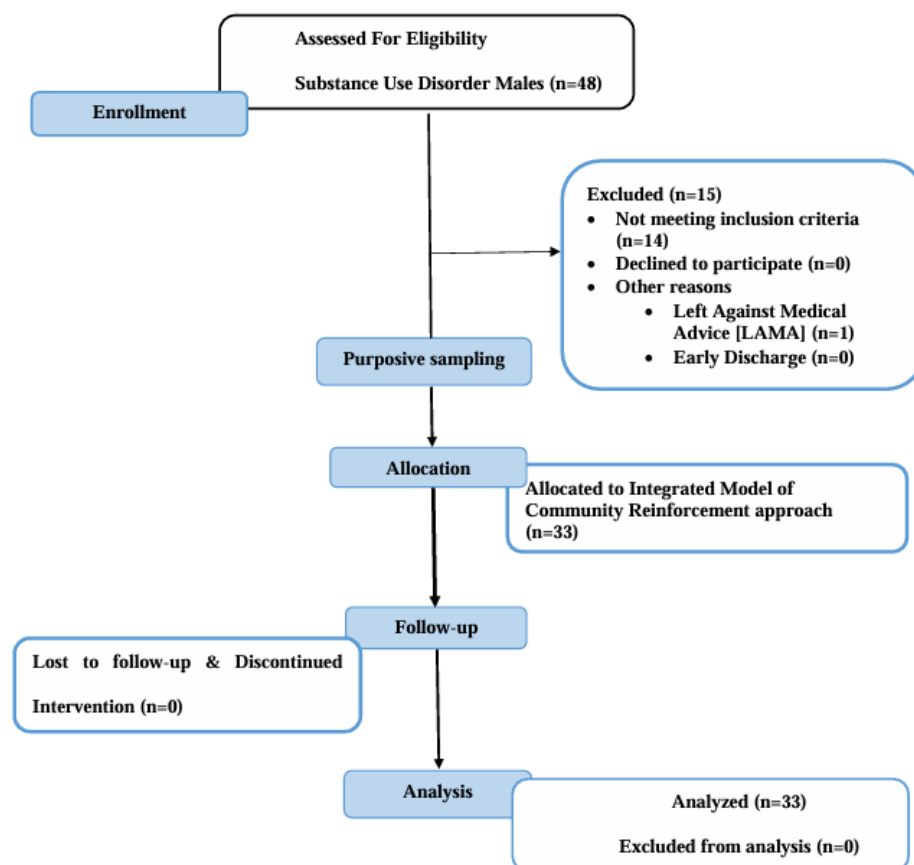 Assessed For Eligibility
Substance Use Disorder Males (n=48)
Enrollment
Excluded (n=15)
• Not meeting inclusion criteria
(n=14)
• Declined to participate (n=0)
• Other reasons
• Left Against Medical
Advice [LAMA] (n=1)
• Early Discharge (n=0)
Purposive sampling
Allocation
Allocated to Integrated Model of
Community Reinforcement approach
(n=33)
Follow-up
Lost to follow-up & Discontinued
Intervention (n=0)
Analysis
Analyzed (n=33)
Excluded from analysis (n=0)